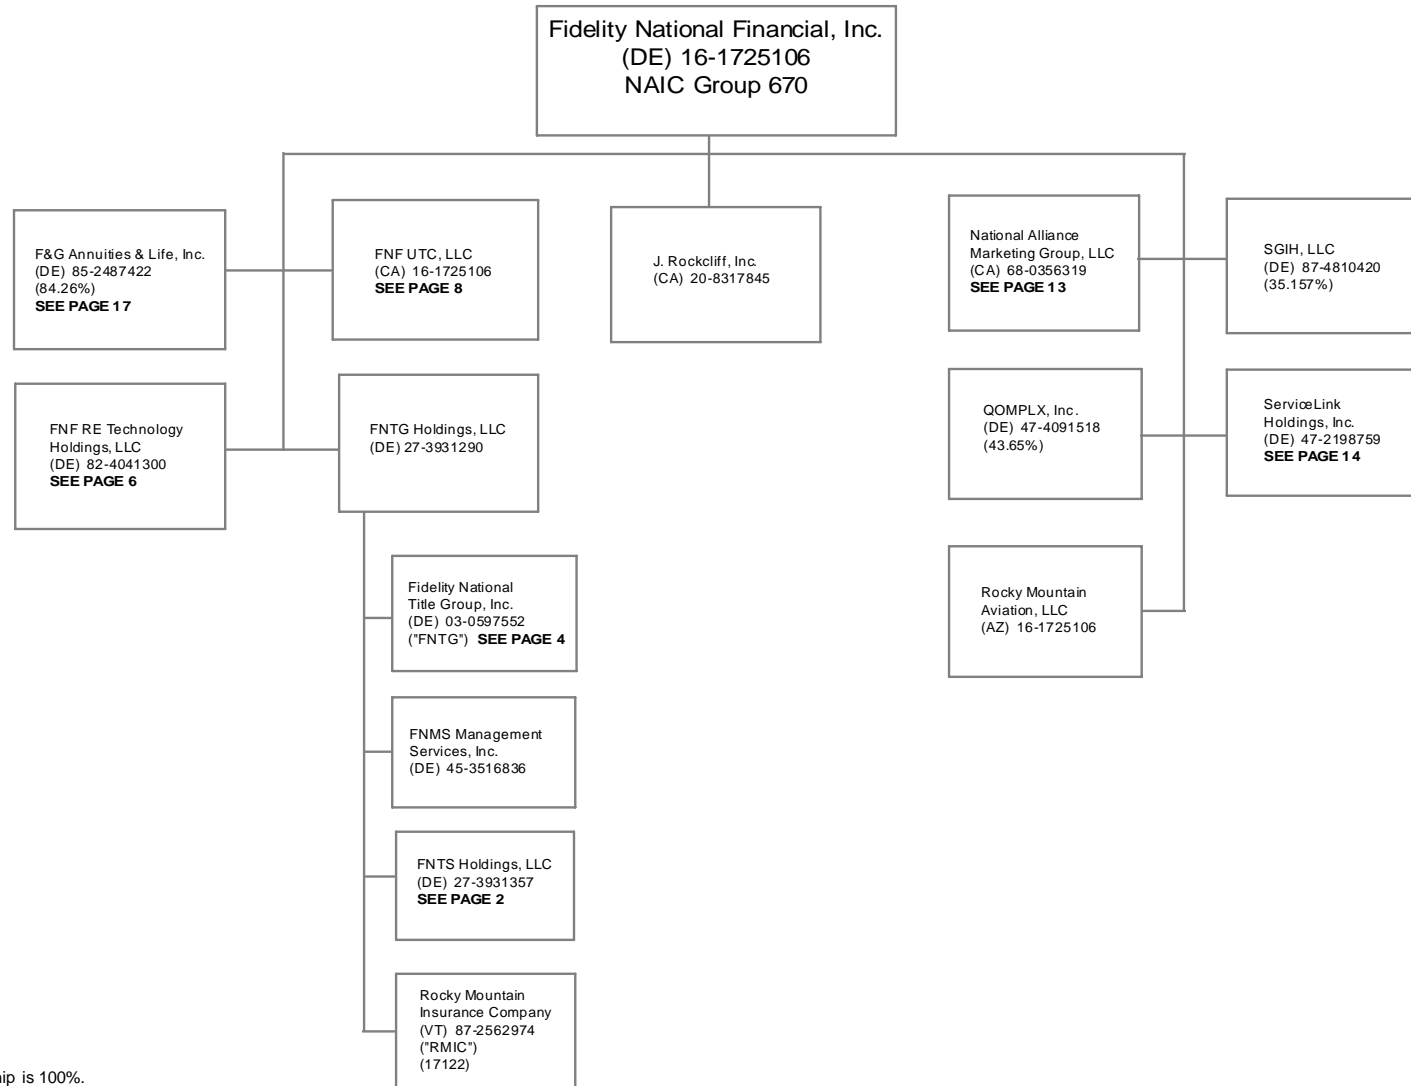 Fidelity National Financial, Inc.
(DE) 16-1725106
NAIC Group 670
F&G Annuities & Life, Inc.
(DE) 85-2487422
(84.26%)
SEE PAGE 17
FNF UTC, LLC
(CA) 16-1725106
SEE PAGE 8
J. Rockcliff, Inc.
(CA) 20-8317845
National Alliance
Marketing Group, LLC
(CA) 68-0356319
SEE PAGE 13
SGIH, LLC
(DE) 87-4810420
(35.157%)
FNF RE Technology
Holdings, LLC
(DE) 82-4041300
SEE PAGE 6
FNTG Holdings, LLC
(DE) 27-3931290
QOMPLX, Inc.
(DE) 47-4091518
(43.65%)
ServiceLink
Holdings, Inc.
(DE) 47-2198759
SEE PAGE 14
Fidelity National
Title Group, Inc.
(DE) 03-0597552
("FNTG") SEE PAGE 4
Rocky Mountain
Aviation, LLC
(AZ) 16-1725106
FNMS Management
Services, Inc.
(DE) 45-3516836
FNTS Holdings, LLC
(DE) 27-3931357
SEE PAGE 2
Rocky Mountain
Insurance Company
(VT) 87-2562974
("RMIC")
(17122)
is 100%.